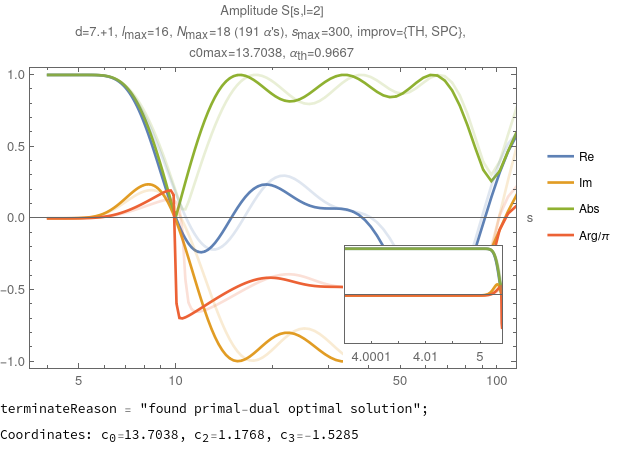 Amplitude S[s,l=2]
d=7.+1, lmax=16, Nmax=18 (191 α's), smax=300, improv={TH, SPC},
c0max=13.7038, αth=0.9667
1.0
0.5
0.0
-0.5
-1.0
5
10
50
100
s
4.0001
4.01
5
Re
Im
Abs
Arg/π
terminateReason = "found primal-dual optimal solution";
Coordinates: c0=13.7038, c2=1.1768, c3=-1.5285